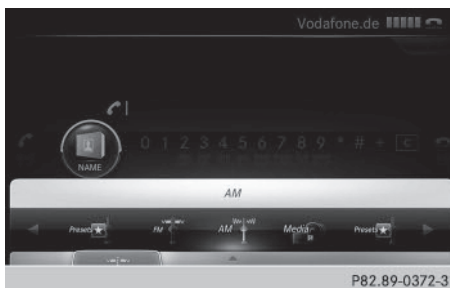 Vodafone.de
0 1 2 3 4 5 6 7 8 9 * # + C
NAME
AM
Presets FM AM Media Presets
P82.89-0372-3